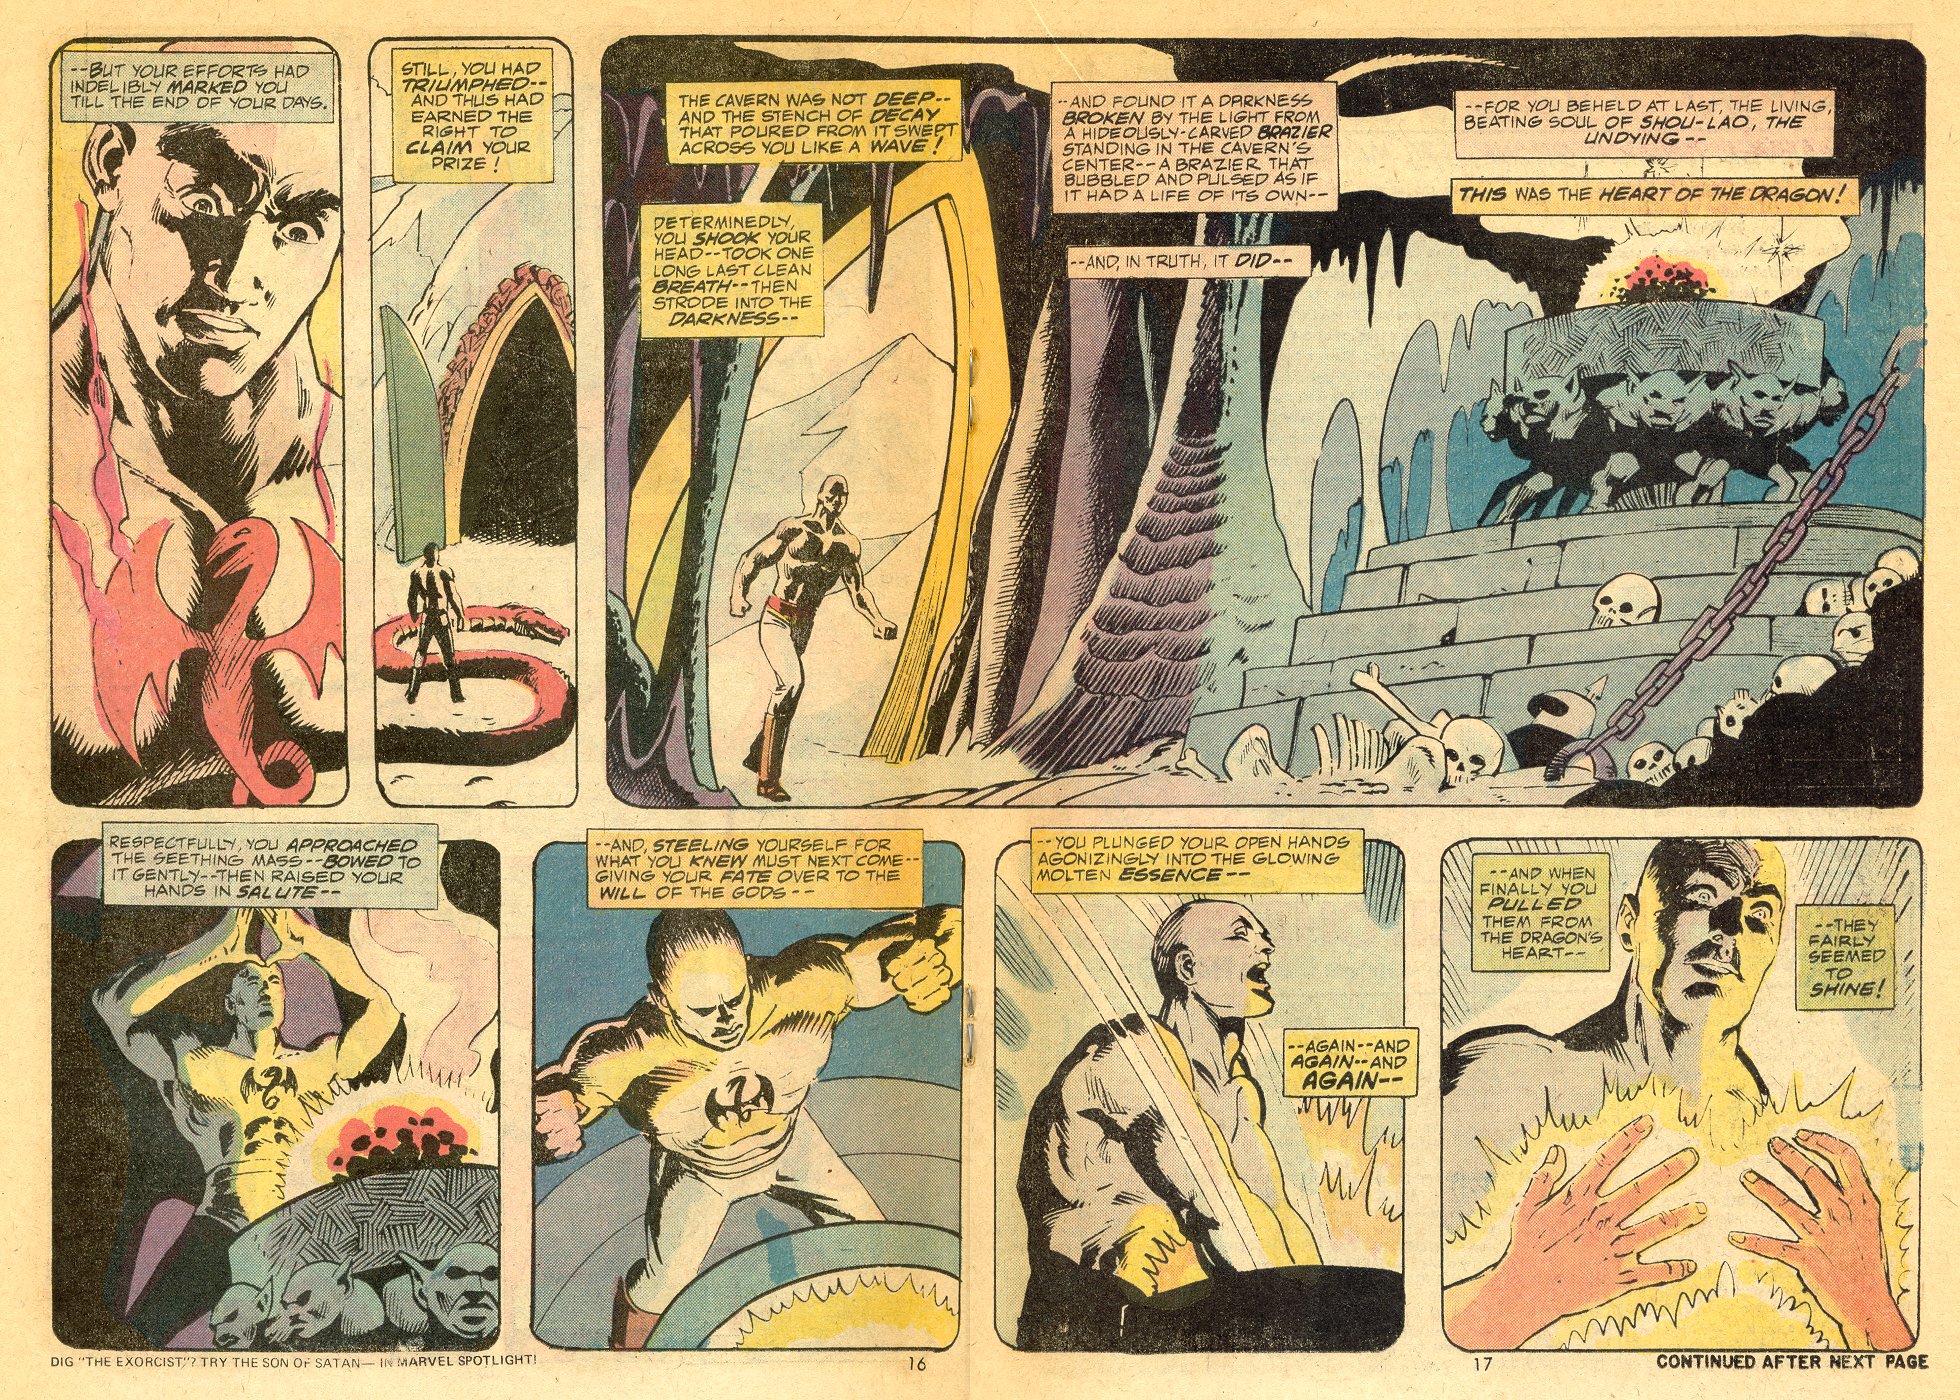 --BUT YOUR EFFORTS HAD
INDELIBLY MARKED YOU
TILL THE END OF YOUR DAYS.
STILL, YOU HAD
TRIUMPHED--
AND THUS HAD
EARNED THE
RIGHT TO
CLAIM YOUR
PRIZE!
THE CAVERN WAS NOT DEEP--
AND THE STENCH OF DECAY
THAT POURED FROM IT SWEPT
ACROSS YOU LIKE A WAVE!
DETERMINEDLY,
YOU SHOOK YOUR
HEAD--TOOK ONE
LONG LAST CLEAN
BREATH--THEN
STRODE INTO THE
DARKNESS--
--AND FOUND IT A DARKNESS
BROKEN BY THE LIGHT FROM
A HIDEOUSLY-CARVED BRAZIER
STANDING IN THE CAVERN'S
CENTER--A BRAZIER THAT
BUBBLED AND PULSED AS IF
IT HAD A LIFE OF ITS OWN--
--AND, IN TRUTH, IT DID--
--FOR YOU BEHELD AT LAST, THE LIVING,
BEATING SOUL OF SHOU-LAO, THE
UNDYING--
THIS WAS THE HEART OF THE DRAGON!
RESPECTFULLY, YOU APPROACHED
THE SEETHING MASS--BOWED TO
IT GENTLY--THEN RAISED YOUR
HANDS IN SALUTE--
--AND, STEELING YOURSELF FOR
WHAT YOU KNEW MUST NEXT COME--
GIVING YOUR FATE OVER TO THE
WILL OF THE GODS--
--YOU PLUNGED YOUR OPEN HANDS
AGONIZINGLY INTO THE GLOWING
MOLTEN ESSENCE--
--AGAIN--AND
AGAIN--AND
AGAIN--
--AND WHEN
FINALLY YOU
PULLED
THEM FROM
THE DRAGON'S
HEART--
--THEY
FAIRLY
SEEMED
TO
SHINE!
DIG "THE EXORCIST"? TRY THE SON OF SATAN— IN MARVEL SPOTLIGHT!
16
17
CONTINUED AFTER NEXT PAGE